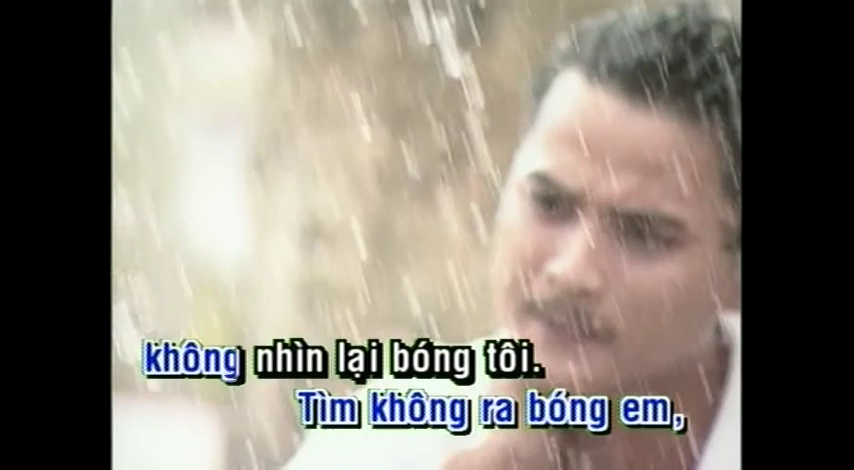 không nhìn lại bóng tôi.
Tìm không ra bóng em,